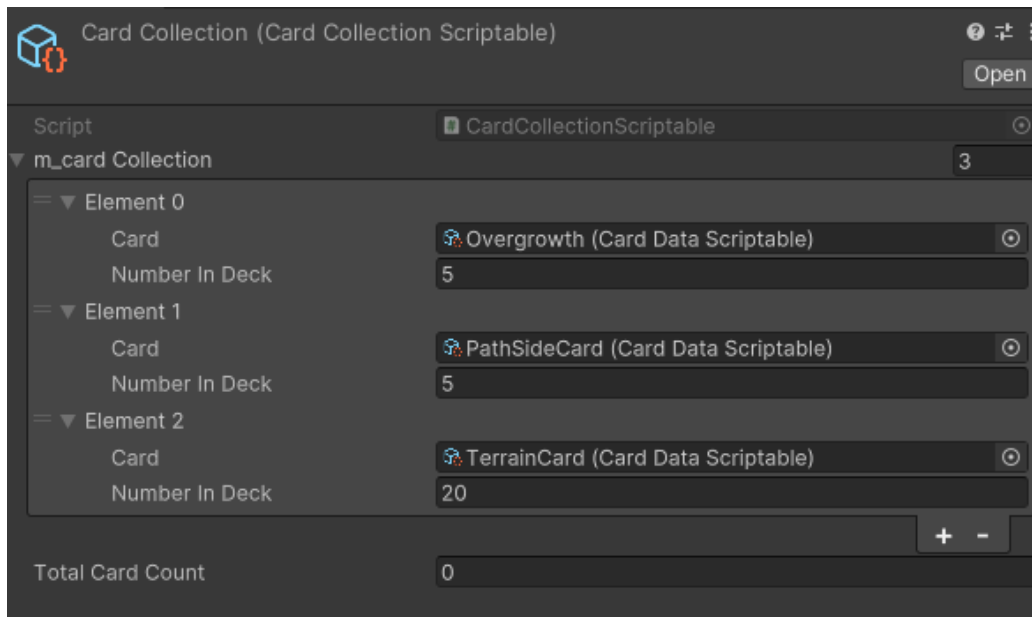 Card Collection (Card Collection Scriptable)
Open
Script CardCollectionScriptable
m_card Collection 3
Element 0
Card Overgrowth (Card Data Scriptable)
Number In Deck 5
Element 1
Card PathSideCard (Card Data Scriptable)
Number In Deck 5
Element 2
Card TerrainCard (Card Data Scriptable)
Number In Deck 20
+ -
Total Card Count 0